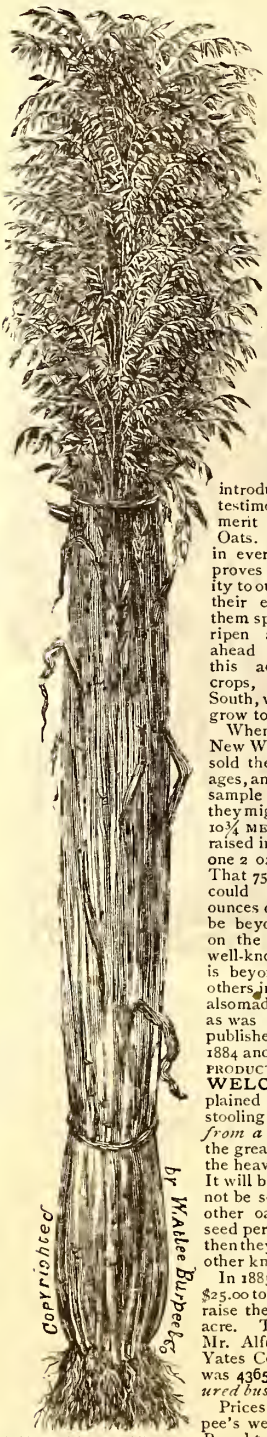 introdu
testimo
merit
Oats.
in ever
proves
ity to ou
their e
them sp
ripen a
ahead
this ac
crops,
South, v
grow to
When
New W
sold the
ages, an
sample
they mig
10¾ ME
raised in
one 2 oz
That 75
could
ounces o
be beyo
on the
well-kno
is beyo
others in
also mad
as was
publishe
1884 and
PRODUCT
WELCO
plained
stooling
from a
the grea
the heav
It will b
not be s
other oa
seed per
then they
other kn
In 188
$25.00 to
raise the
acre. T
Mr. Alf
Yates Co
was 4365
ured bus
Prices
pee's we
Copyrighted
by W. Atlee Burpee & Co